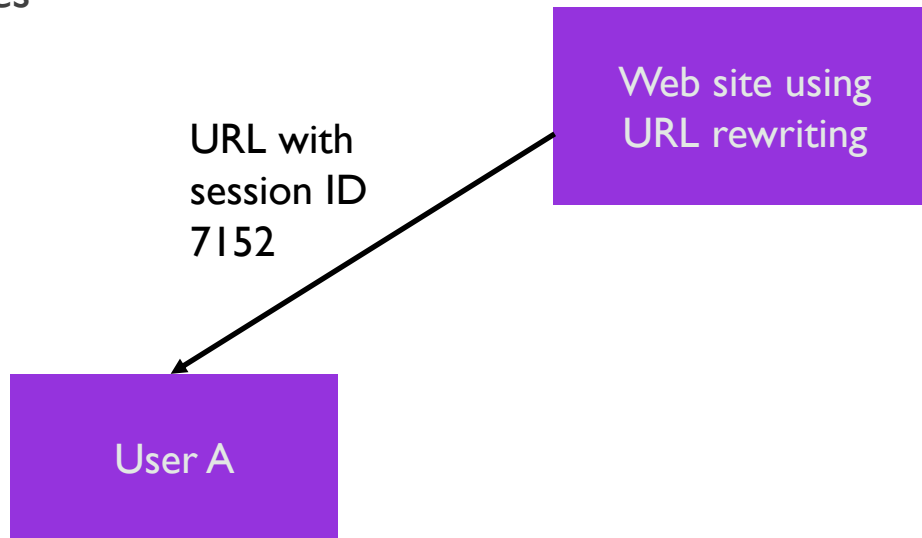 Web site using
URL rewriting
URL with
session ID
7152
User A